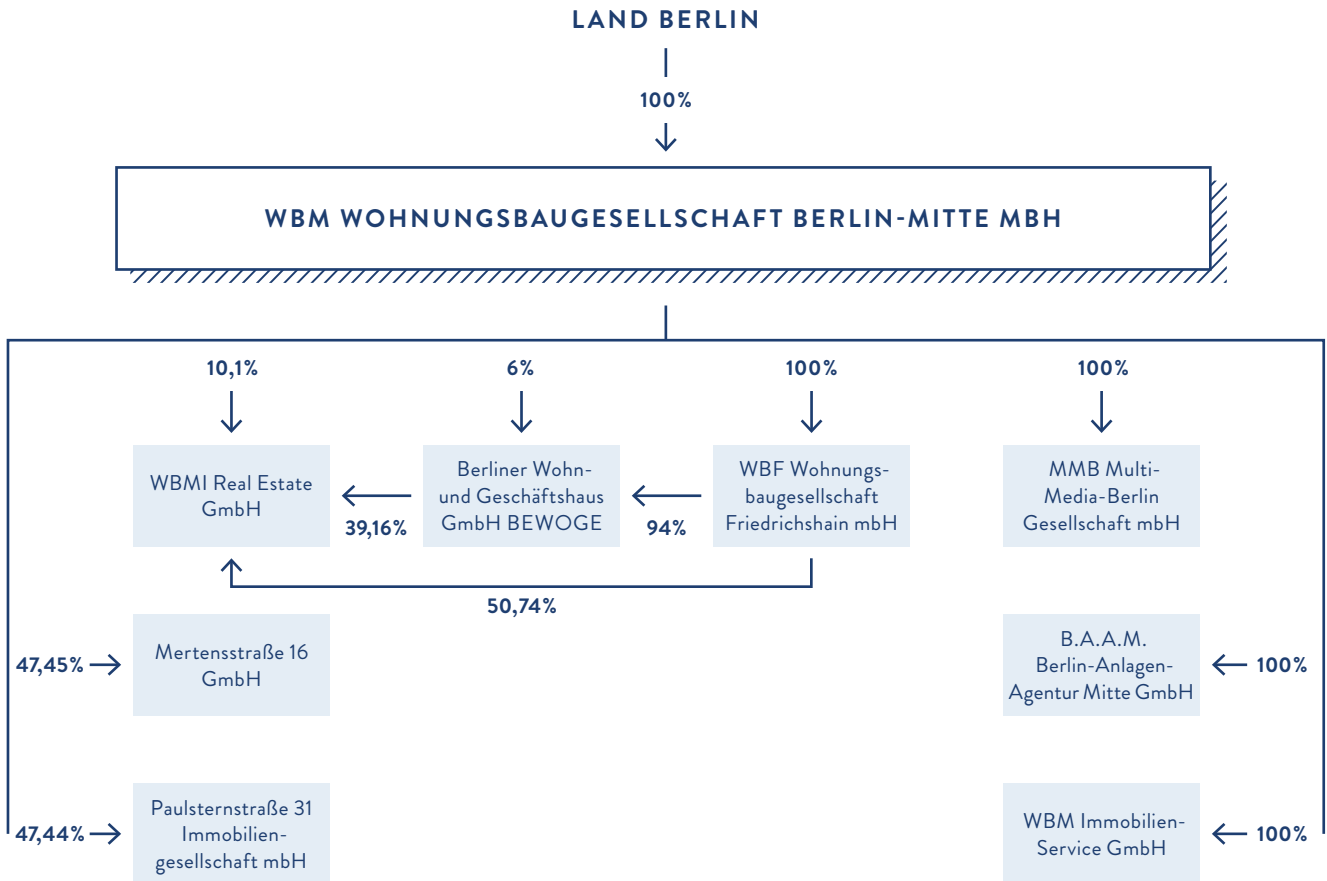 LAND BERLIN
100%
WBM WOHNUNGSBAUGESELLSCHAFT BERLIN-MITTE MBH
10,1%
6%
100%
100%
WBMI Real Estate
GmbH
39,16%
Berliner Wohn-
und Geschäftshaus
GmbH BEWOGE
94%
WBF Wohnungs-
baugesellschaft
Friedrichshain mbH
MMB Multi-
Media-Berlin
Gesellschaft mbH
50,74%
47,45%
Mertensstraße 16
GmbH
B.A.A.M.
Berlin-Anlagen-
Agentur Mitte GmbH
100%
47,44%
Paulsternstraße 31
Immobilien-
gesellschaft mbH
WBM Immobilien-
Service GmbH
100%